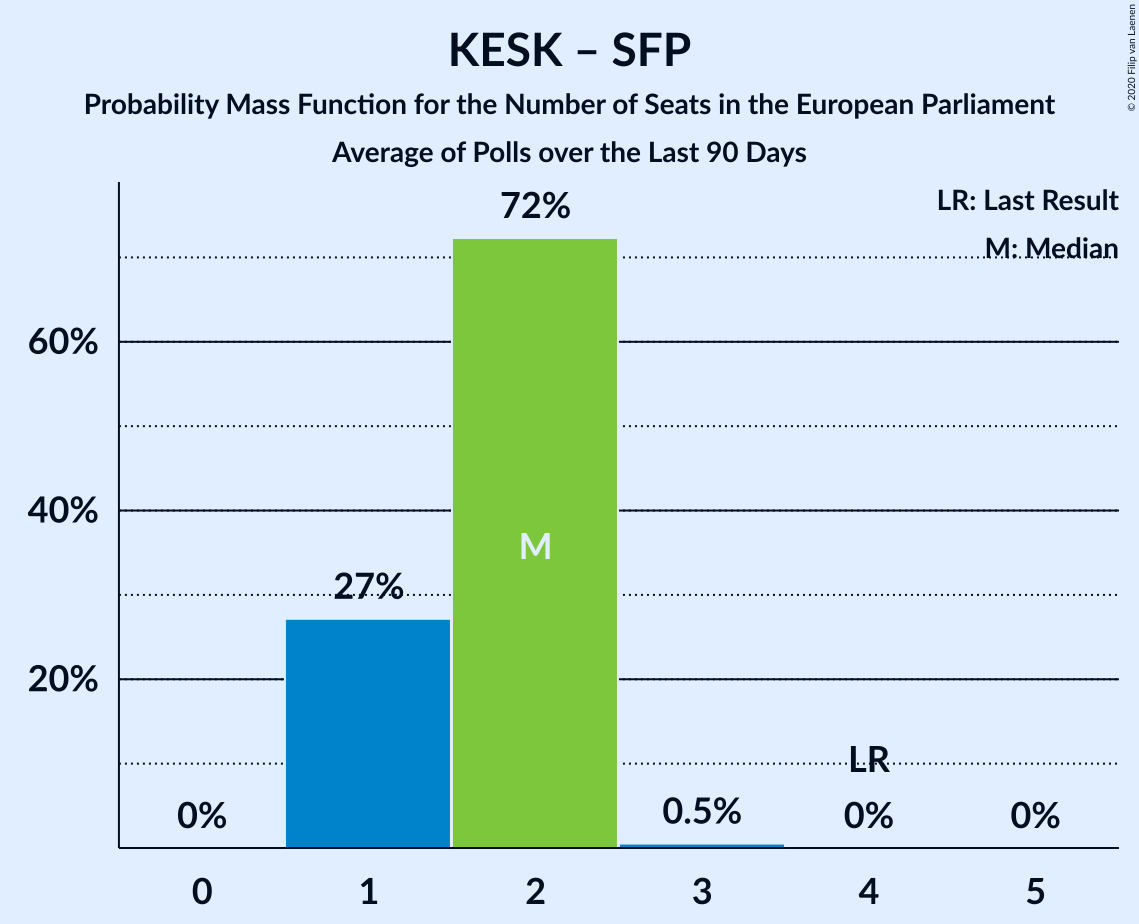 KESK – SFP
Probability Mass Function for the Number of Seats in the European Parliament
Average of Polls over the Last 90 Days
© 2020 Filip van Laenen
LR: Last Result
M: Median
72%
60%
40%
M
27%
20%
LR
0%
0.5%
0%
0%
0 1 2 3 4 5